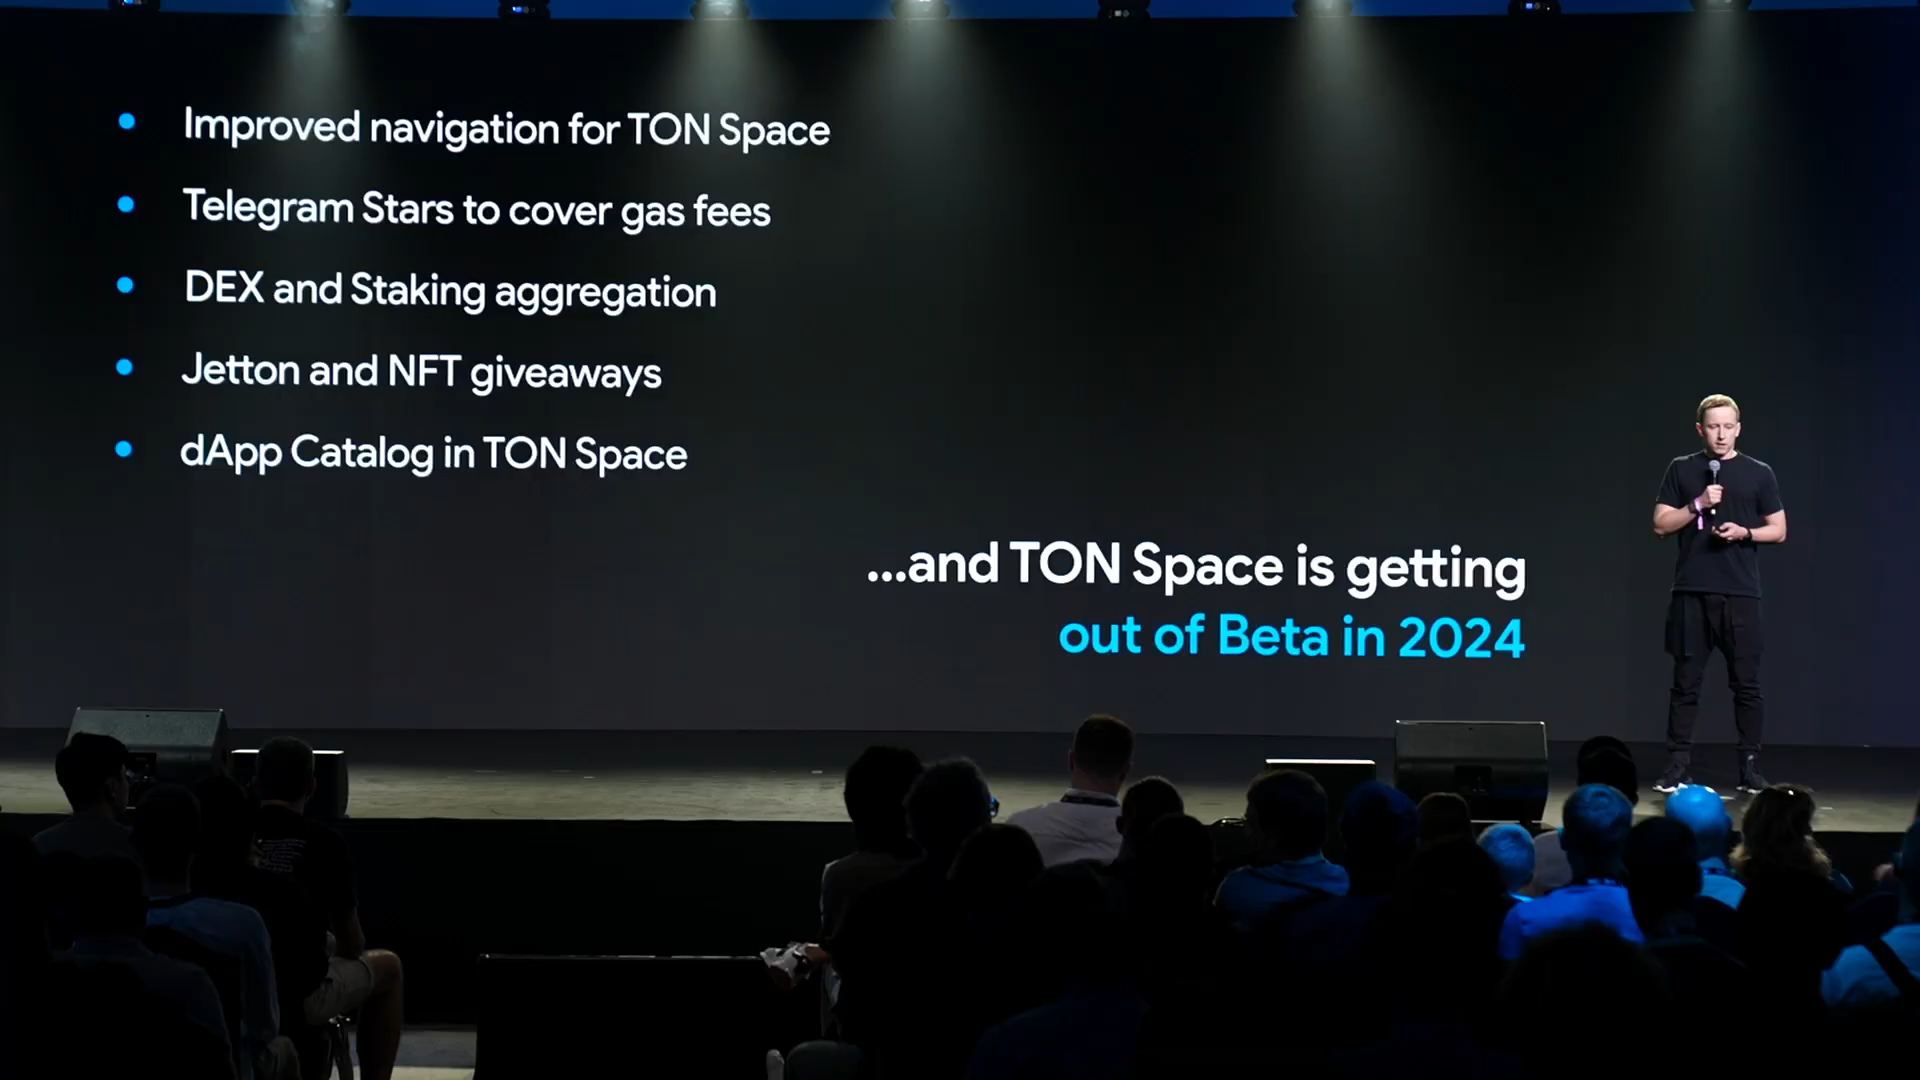 Improved navigation for TON Space
Telegram Stars to cover gas fees
DEX and Staking aggregation
Jetton and NFT giveaways
dApp Catalog in TON Space
...and TON Space is getting
out of Beta in 2024